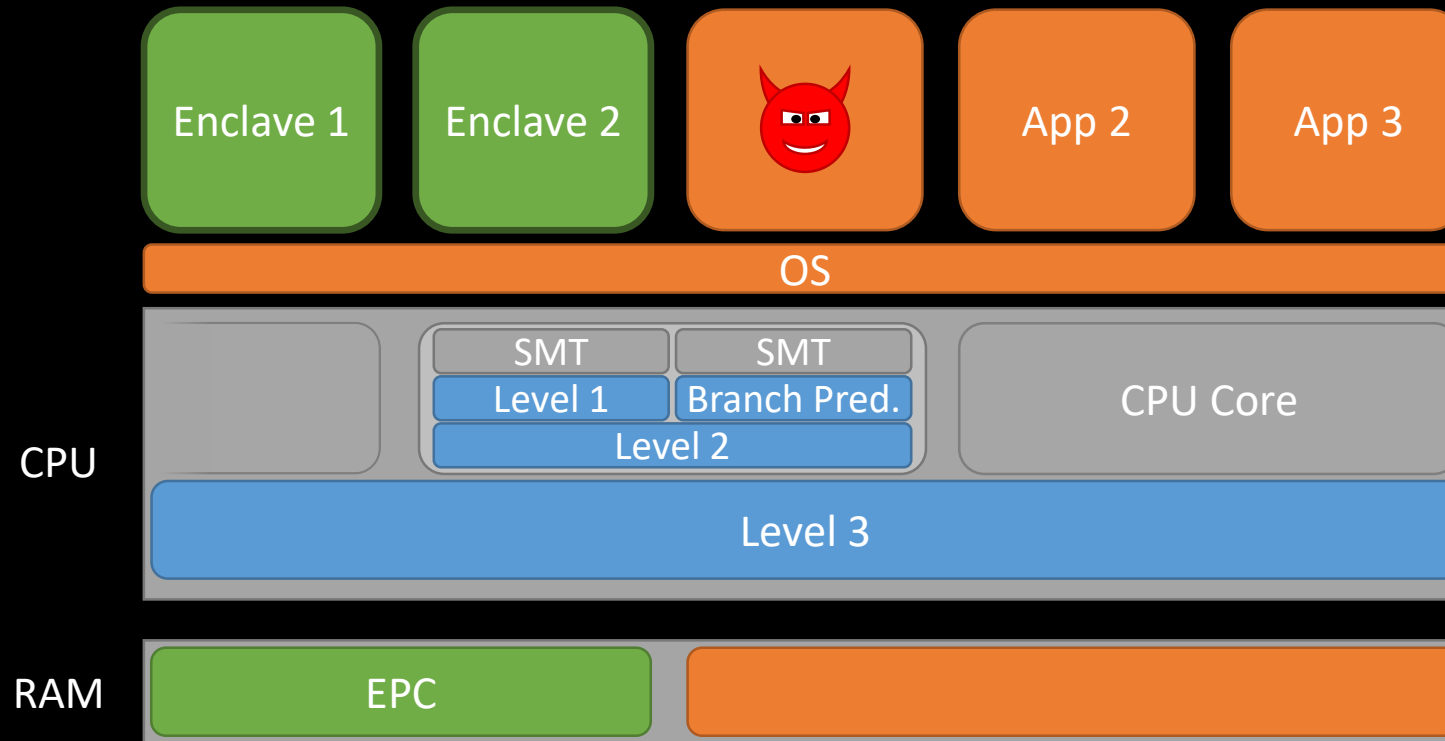 Enclave 1
Enclave 2
App 2
App 3
OS
SMT
SMT
Level 1
Branch Pred.
Level 2
CPU Core
CPU
Level 3
RAM
EPC